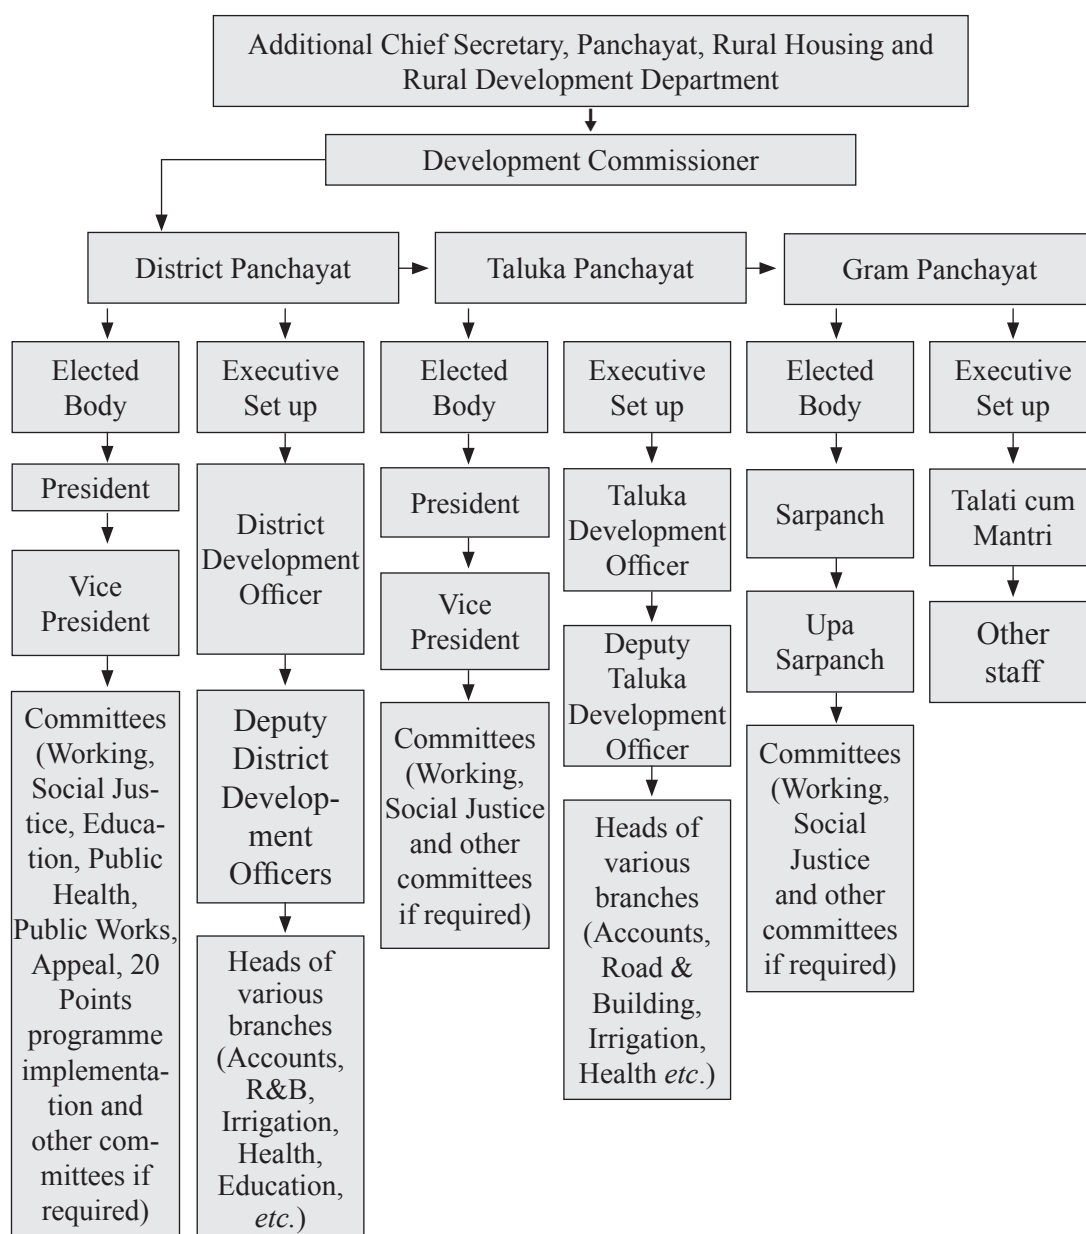 Additional Chief Secretary, Panchayat, Rural Housing and
Rural Development Department
Development Commissioner
District Panchayat
Taluka Panchayat
Gram Panchayat
Elected
Body
Executive
Set up
Elected
Body
Executive
Set up
Elected
Body
Executive
Set up
President
Vice
President
Committees
(Working,
Social Jus-
tice, Educa-
tion, Public
Health,
Public Works,
Appeal, 20
Points
programme
implementa-
tion and
other com-
mittees if
required)
District
Development
Officer
Deputy
District
Develop-
ment
Officers
Heads of
various
branches
(Accounts,
R&B,
Irrigation,
Health,
Education,
etc.)
President
Vice
President
Committees
(Working,
Social Justice
and other
committees
if required)
Taluka
Development
Officer
Deputy
Taluka
Development
Officer
Heads of
various
branches
(Accounts,
Road &
Building,
Irrigation,
Health etc.)
Sarpanch
Upa
Sarpanch
Committees
(Working,
Social
Justice
and other
committees
if required)
Talati cum
Mantri
Other
staff